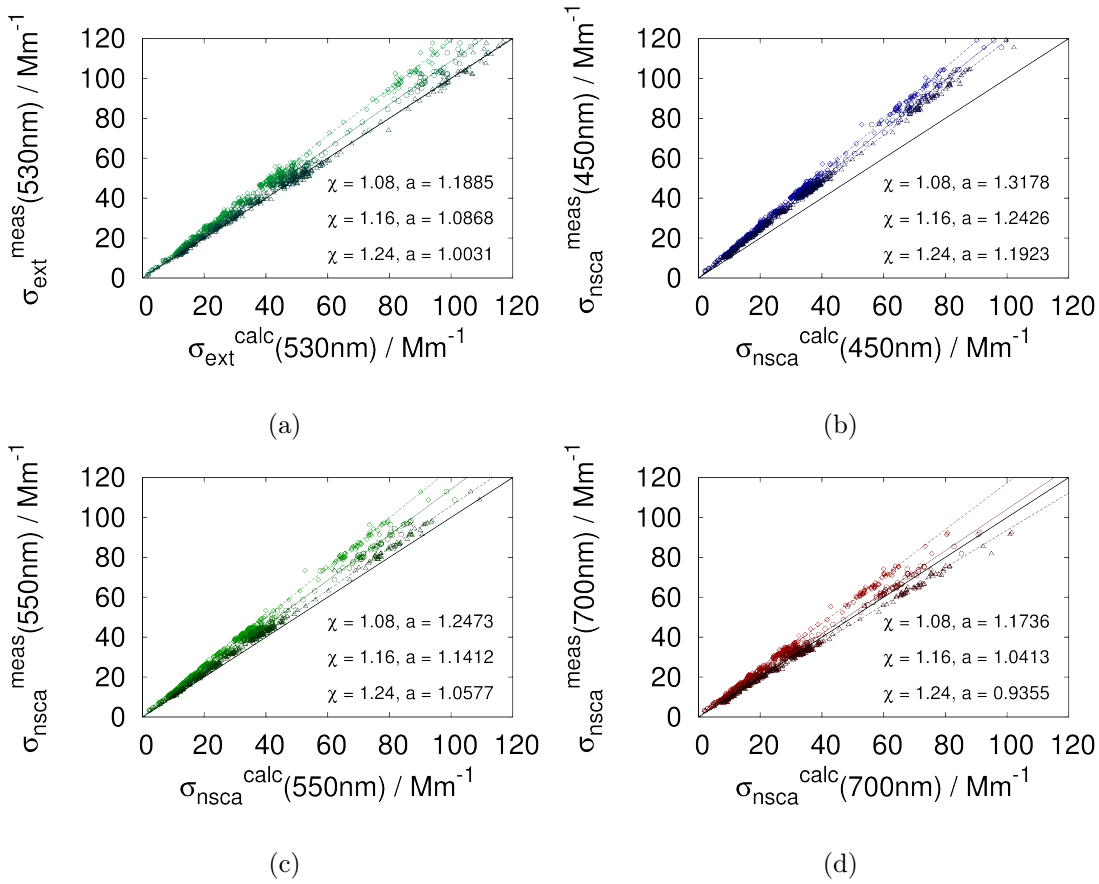 σext meas(530nm) / Mm-1
120
100
80
60
40
20
0
χ = 1.08, a = 1.1885
χ = 1.16, a = 1.0868
χ = 1.24, a = 1.0031
0 20 40 60 80 100 120
σext calc(530nm) / Mm-1
(a)
σnsca meas(450nm) / Mm-1
120
100
80
60
40
20
0
χ = 1.08, a = 1.3178
χ = 1.16, a = 1.2426
χ = 1.24, a = 1.1923
0 20 40 60 80 100 120
σnsca calc(450nm) / Mm-1
(b)
σnsca meas(550nm) / Mm-1
120
100
80
60
40
20
0
χ = 1.08, a = 1.2473
χ = 1.16, a = 1.1412
χ = 1.24, a = 1.0577
0 20 40 60 80 100 120
σnsca calc(550nm) / Mm-1
(c)
σnsca meas(700nm) / Mm-1
120
100
80
60
40
20
0
χ = 1.08, a = 1.1736
χ = 1.16, a = 1.0413
χ = 1.24, a = 0.9355
0 20 40 60 80 100 120
σnsca calc(700nm) / Mm-1
(d)